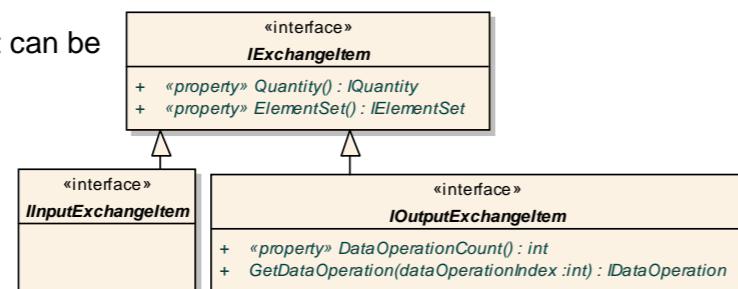 t can be
«interface»
IExchangeItem
+ «property» Quantity() : IQuantity
+ «property» ElementSet() : IElementSet
«interface»
IInputExchangeItem
«interface»
IOutputExchangeItem
+ «property» DataOperationCount() : int
+ GetDataOperation(dataOperationIndex :int) : IDataOperation